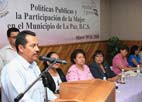 Políticas Públicas y
la Participación de la Mujer
en el Municipio de La Paz, B.C.S.